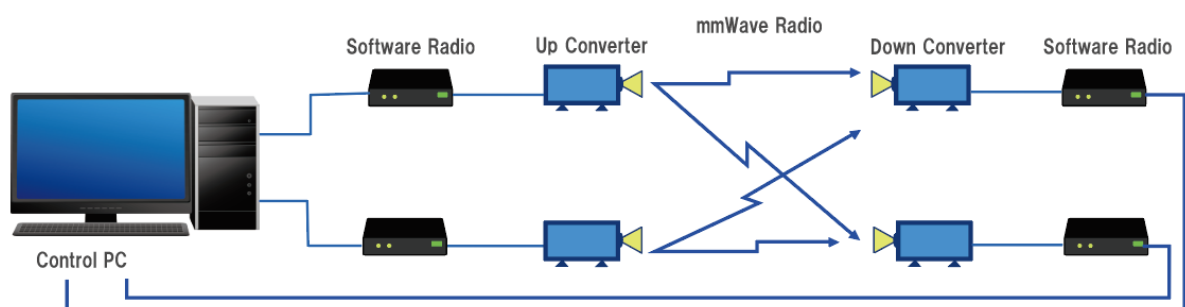 mmWave Radio
Software Radio
Up Converter
Down Converter
Software Radio
Control PC